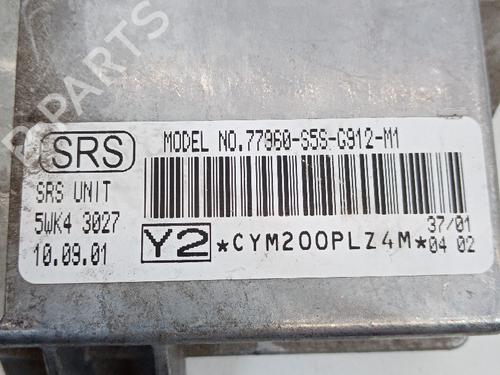 B-PARTS
MODEL NO.77960-S5S-G912-M1
SRS
SRS UNIT
5WK4 3027
10.09.01
Y2
*CYM200PLZ4M*
37/01
04 02